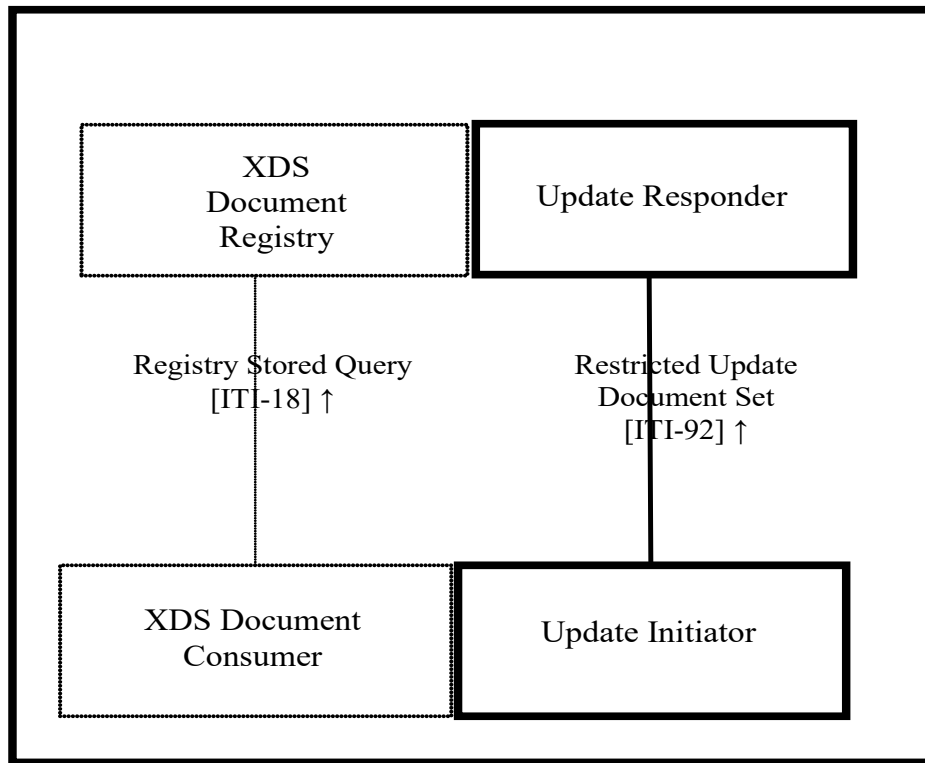 XDS
Document
Registry
Update Responder
Registry Stored Query
[ITI-18] ↑
Restricted Update
Document Set
[ITI-92] ↑
XDS Document
Consumer
Update Initiator